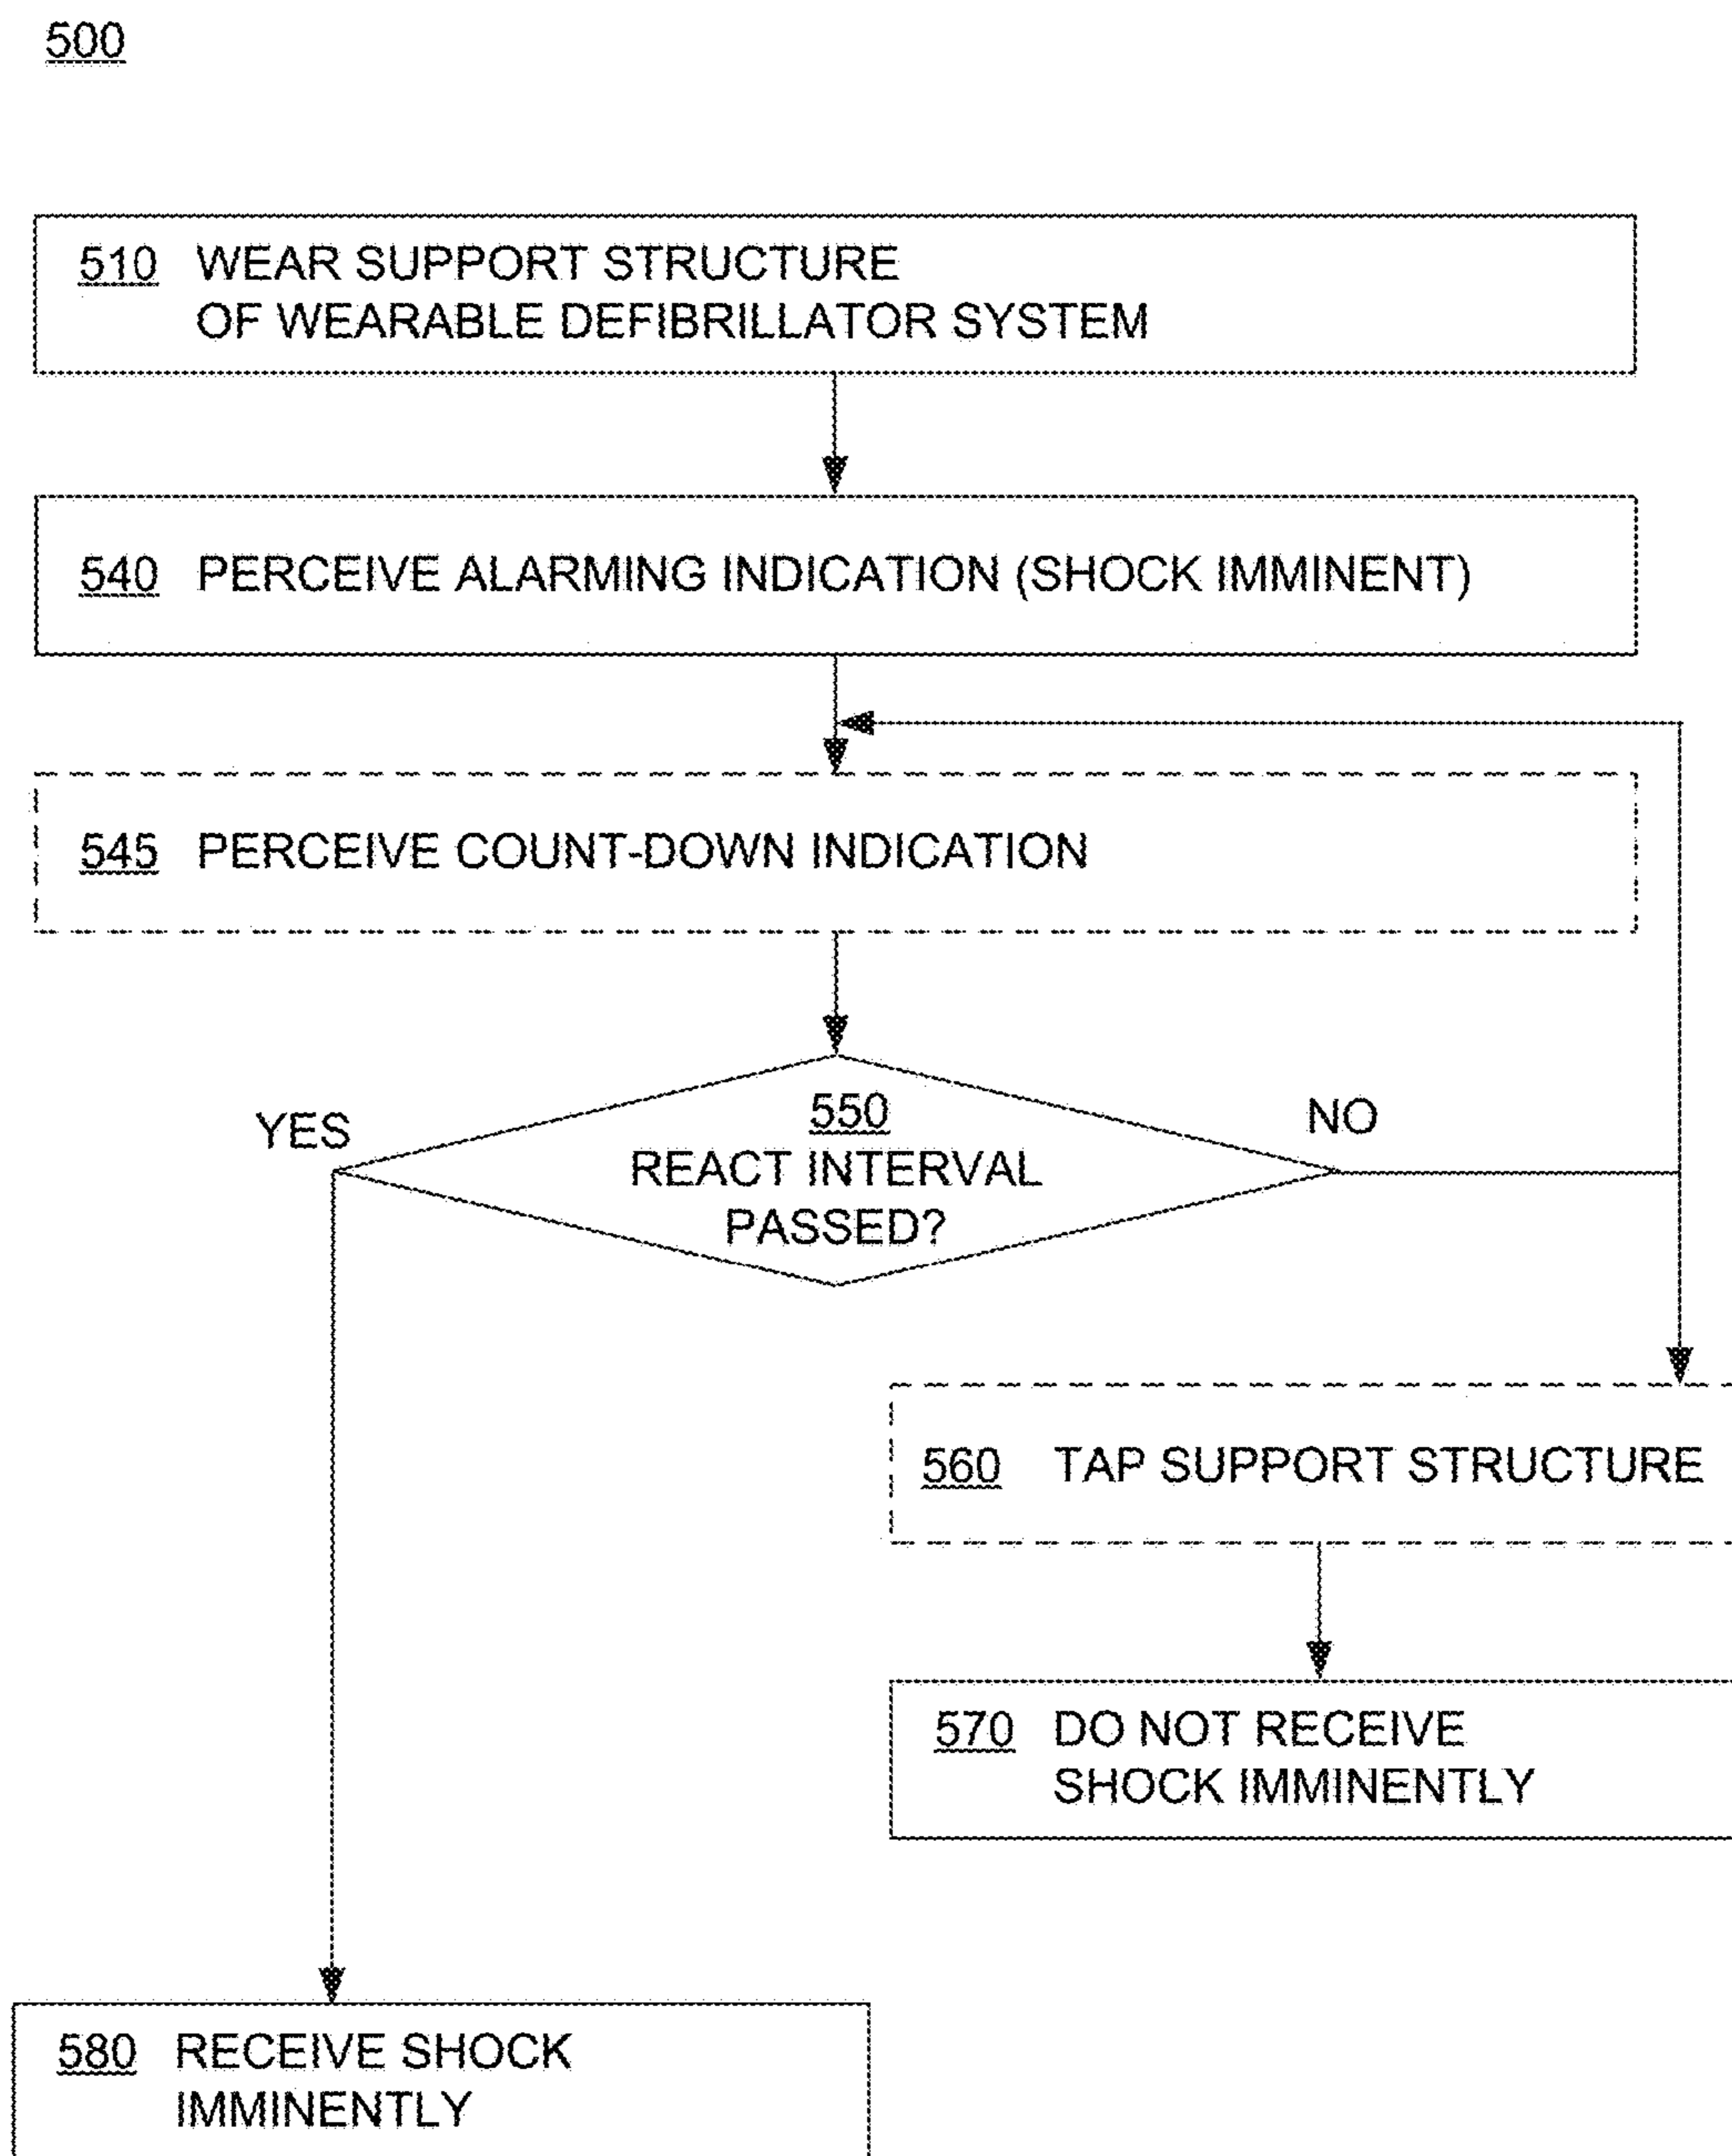 500
510 WEAR SUPPORT STRUCTURE
OF WEARABLE DEFIBRILLATOR SYSTEM
540 PERCEIVE ALARMING INDICATION (SHOCK IMMINENT)
545 PERCEIVE COUNT-DOWN INDICATION
YES
550
NO
REACT INTERVAL
PASSED?
560 TAP SUPPORT STRUCTURE
570 DO NOT RECEIVE
SHOCK IMMINENTLY
580 RECEIVE SHOCK
IMMINENTLY